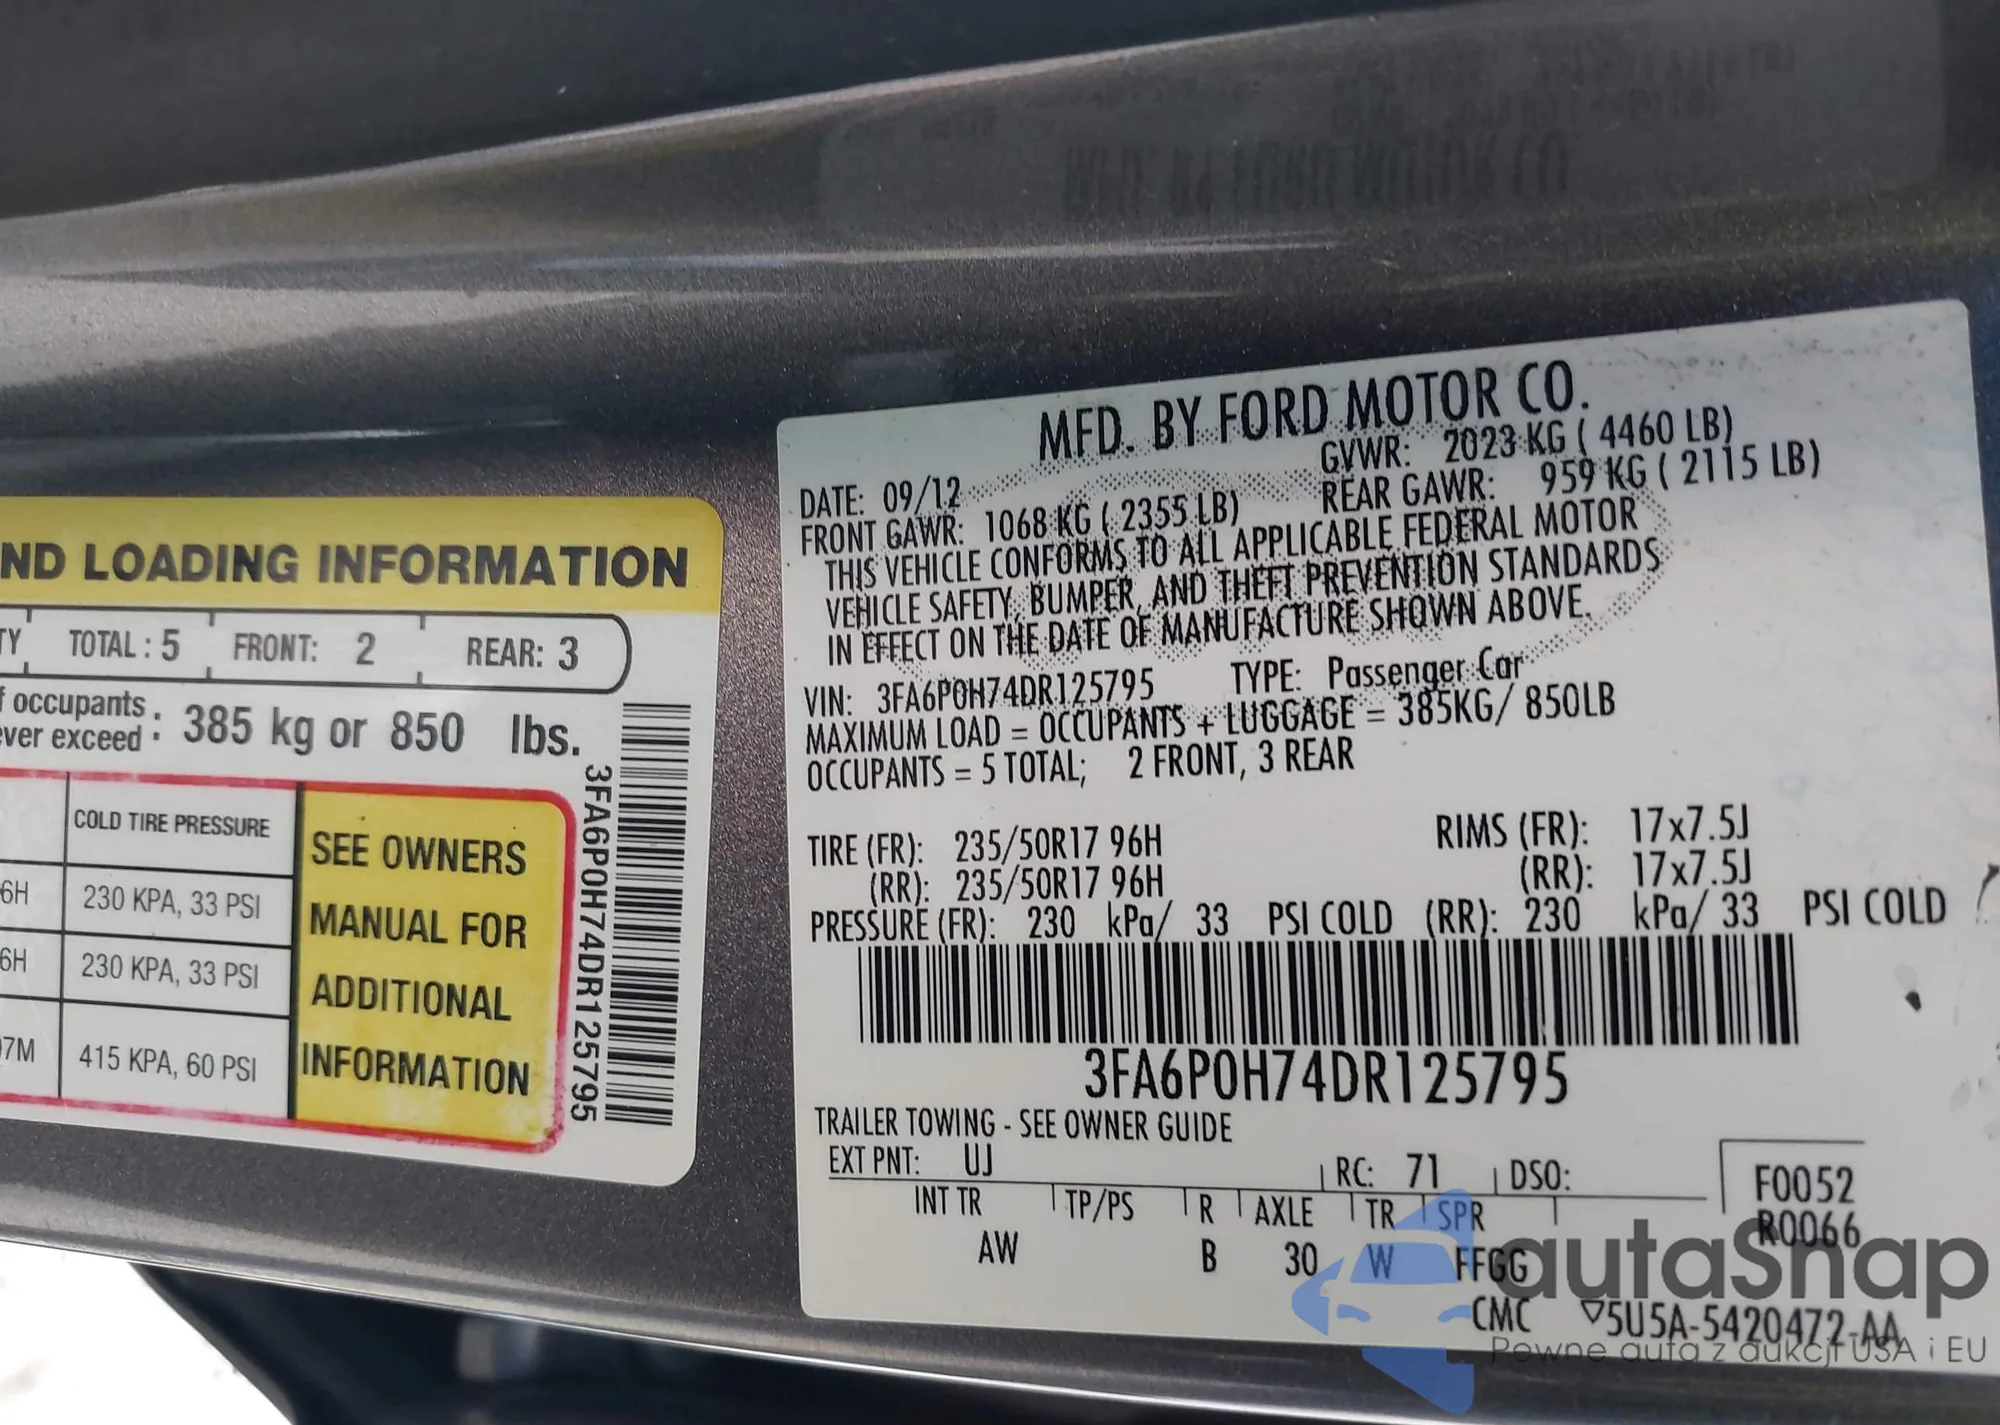 ND LOADING INFORMATION
TY TOTAL : 5 FRONT: 2 REAR: 3
f occupants
ver exceed : 385 kg or 850 lbs.
COLD TIRE PRESSURE
6H 230 KPA, 33 PSI
6H 230 KPA, 33 PSI
97M 415 KPA, 60 PSI
SEE OWNERS
MANUAL FOR
ADDITIONAL
INFORMATION
3FA6P0H74DR125795
MFD. BY FORD MOTOR CO.
DATE: 09/12 GVWR: 2023 KG ( 4460 LB)
FRONT GAWR: 1068 KG ( 2355 LB) REAR GAWR: 959 KG ( 2115 LB)
THIS VEHICLE CONFORMS TO ALL APPLICABLE FEDERAL MOTOR
VEHICLE SAFETY, BUMPER, AND THEFT PREVENTION STANDARDS
IN EFFECT ON THE DATE OF MANUFACTURE SHOWN ABOVE.
VIN: 3FA6P0H74DR125795 TYPE: Passenger Car
MAXIMUM LOAD = OCCUPANTS + LUGGAGE = 385KG/ 850LB
OCCUPANTS = 5 TOTAL; 2 FRONT, 3 REAR
TIRE (FR): 235/50R17 96H RIMS (FR): 17x7.5J
(RR): 235/50R17 96H (RR): 17x7.5J
PRESSURE (FR): 230 kPa/ 33 PSI COLD (RR): 230 kPa/ 33 PSI COLD
3FA6P0H74DR125795
TRAILER TOWING - SEE OWNER GUIDE
EXT PNT: UJ RC: 71 DSO:
F0052
R0066
INT TR TP/PS R AXLE TR SPR
AW B 30 W FFGG
CMC 5U5A-5420472-AA
autaSnap
Pewne auta z aukcji USA i EU